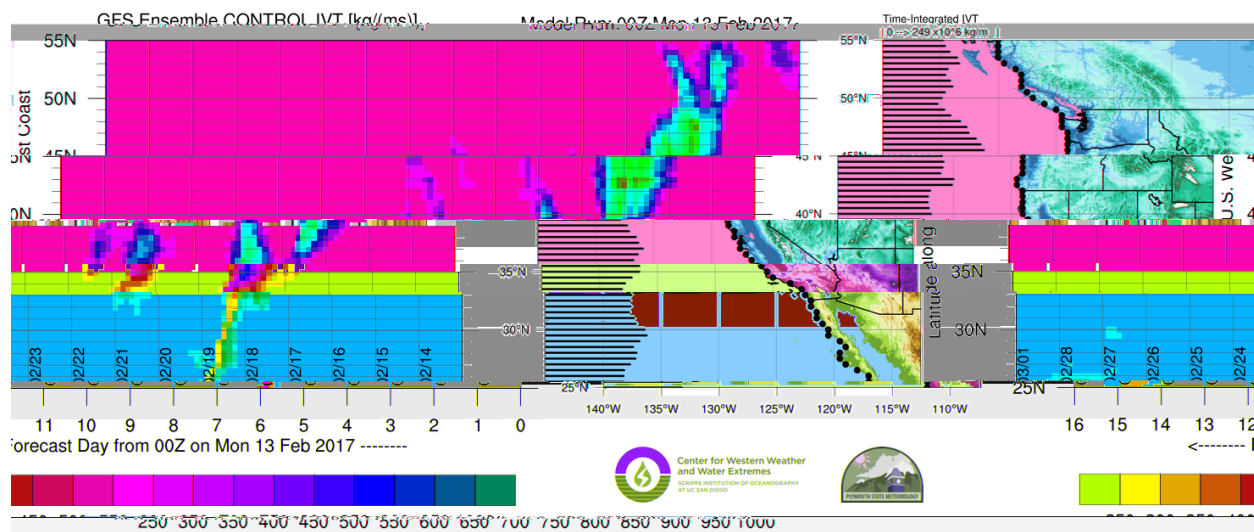 GFS Ensemble CONTROL IVT [kg/(ms)], Model Run: 00Z Mon 13 Feb 2017
Time-Integrated IVT
0 --> 249 x10^6 kg/m
55N
55°N
50N
50°N
st Coast
45°N
0N
40°N
U.S. We
35°N
35N
Latitude along
30°N
30N
02/23 02/22 02/21 02/20 02/19 02/18 02/17 02/16 02/15 02/14
03/01 02/28 02/27 02/26 02/25 02/24
25°N
25N
140°W 135°W 130°W 125°W 120°W 115°W 110°W
11 10 9 8 7 6 5 4 3 2 1 0
16 15 14 13 12
Forecast Day from 00Z on Mon 13 Feb 2017 --------
<--------
Center for Western Weather
and Water Extremes
SCRIPPS INSTITUTION OF OCEANOGRAPHY
AT UC SAN DIEGO
PLYMOUTH STATE METEOROLOGY
250 300 350 400 450 500 550 600 650 700 750 800 850 900 950 1000